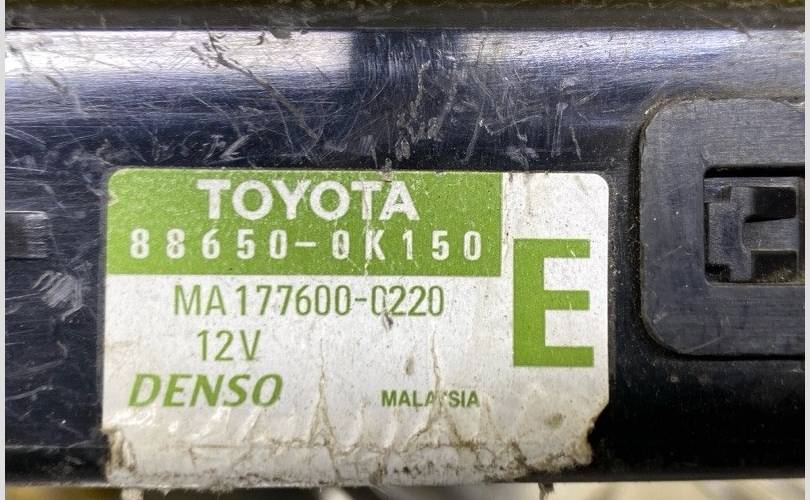 TOYOTA
88650-0K150
E
MA177600-0220
12V
DENSO
MALAYSIA